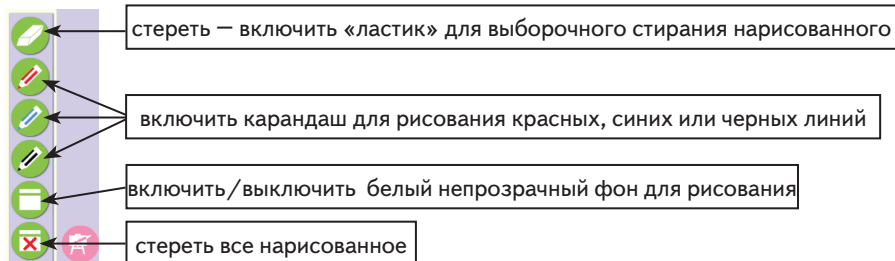 стереть — включить «ластик» для выборочного стирания нарисованного
включить карандаш для рисования красных, синих или черных линий
включить/выключить белый непрозрачный фон для рисования
стереть все нарисованное